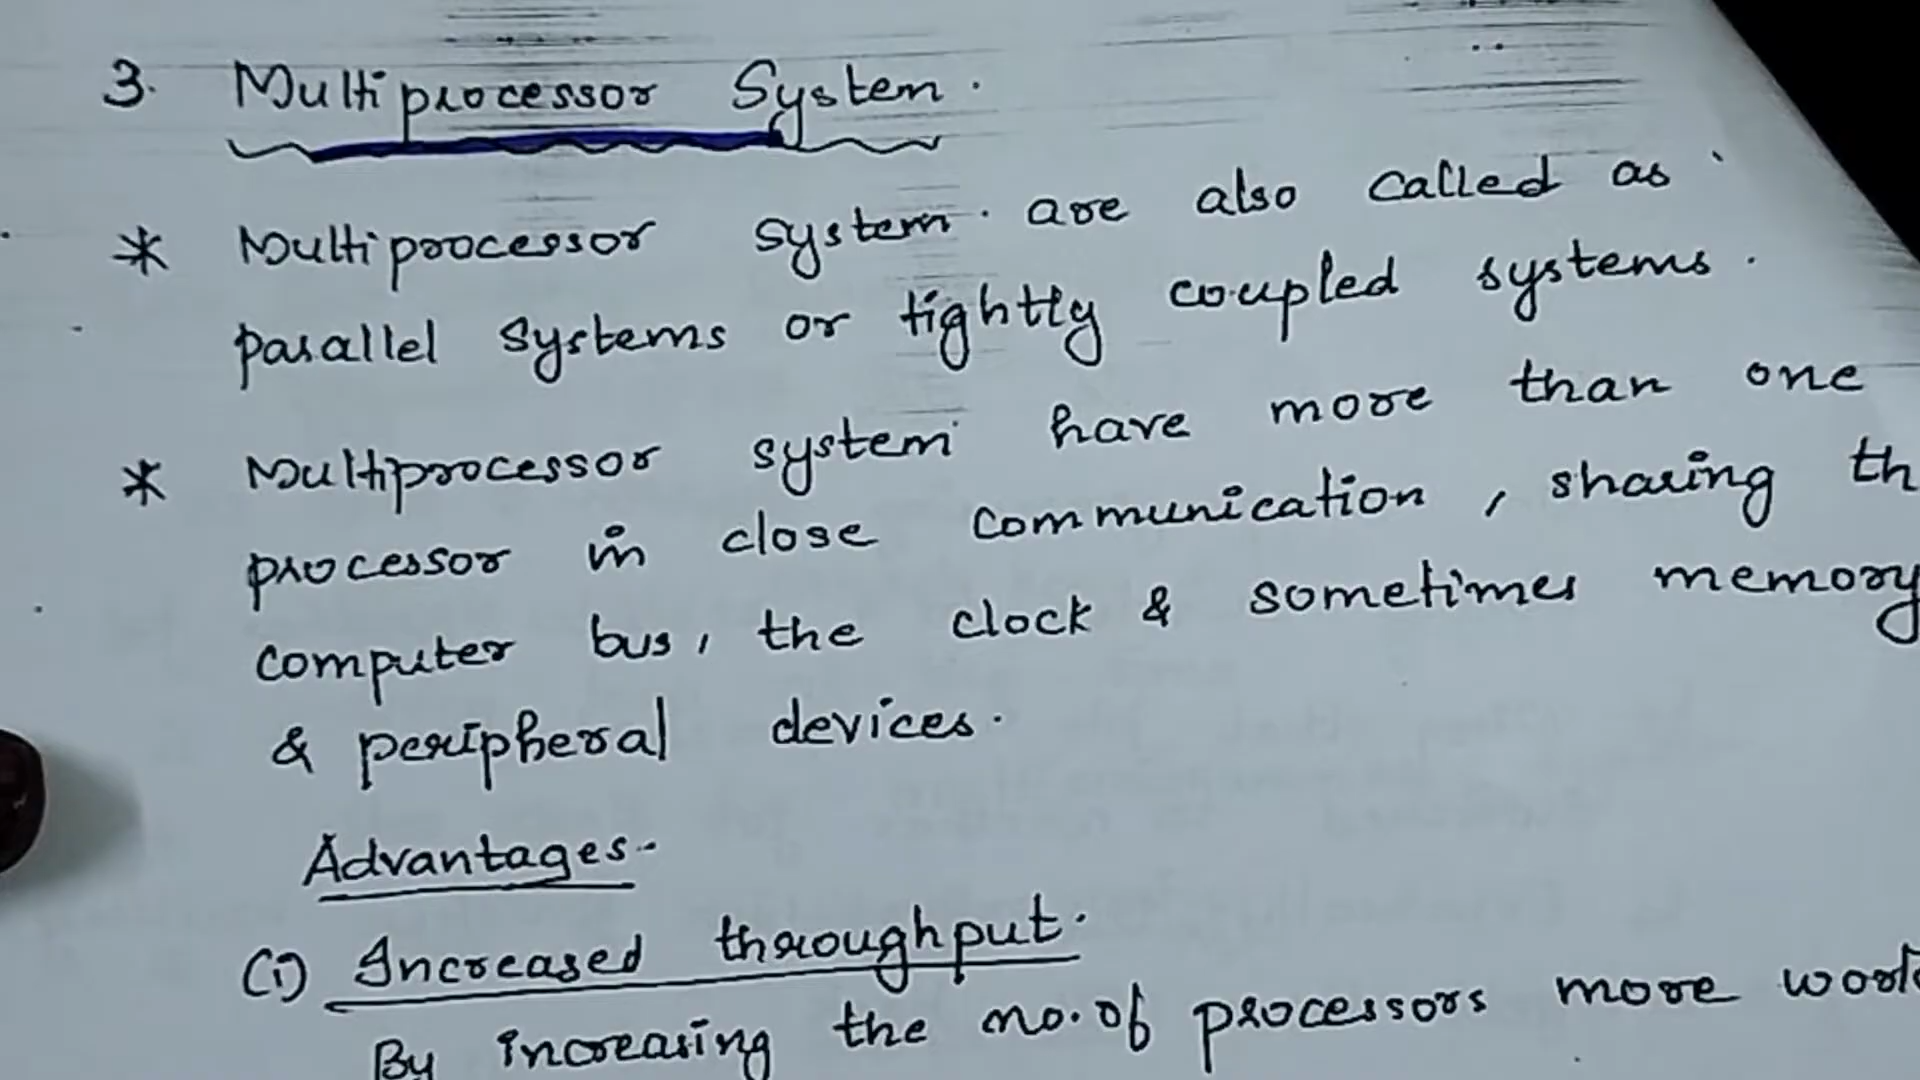 3. Multiprocessor System.
* Multiprocessor system. are also called as
parallel systems or tightly coupled systems.
* Multiprocessor system have more than one
processor in close communication, sharing th
computer bus, the clock & sometimes memory
& peripheral devices.
Advantages.
(i) Increased throughput.
By increasing the no. of processors more work